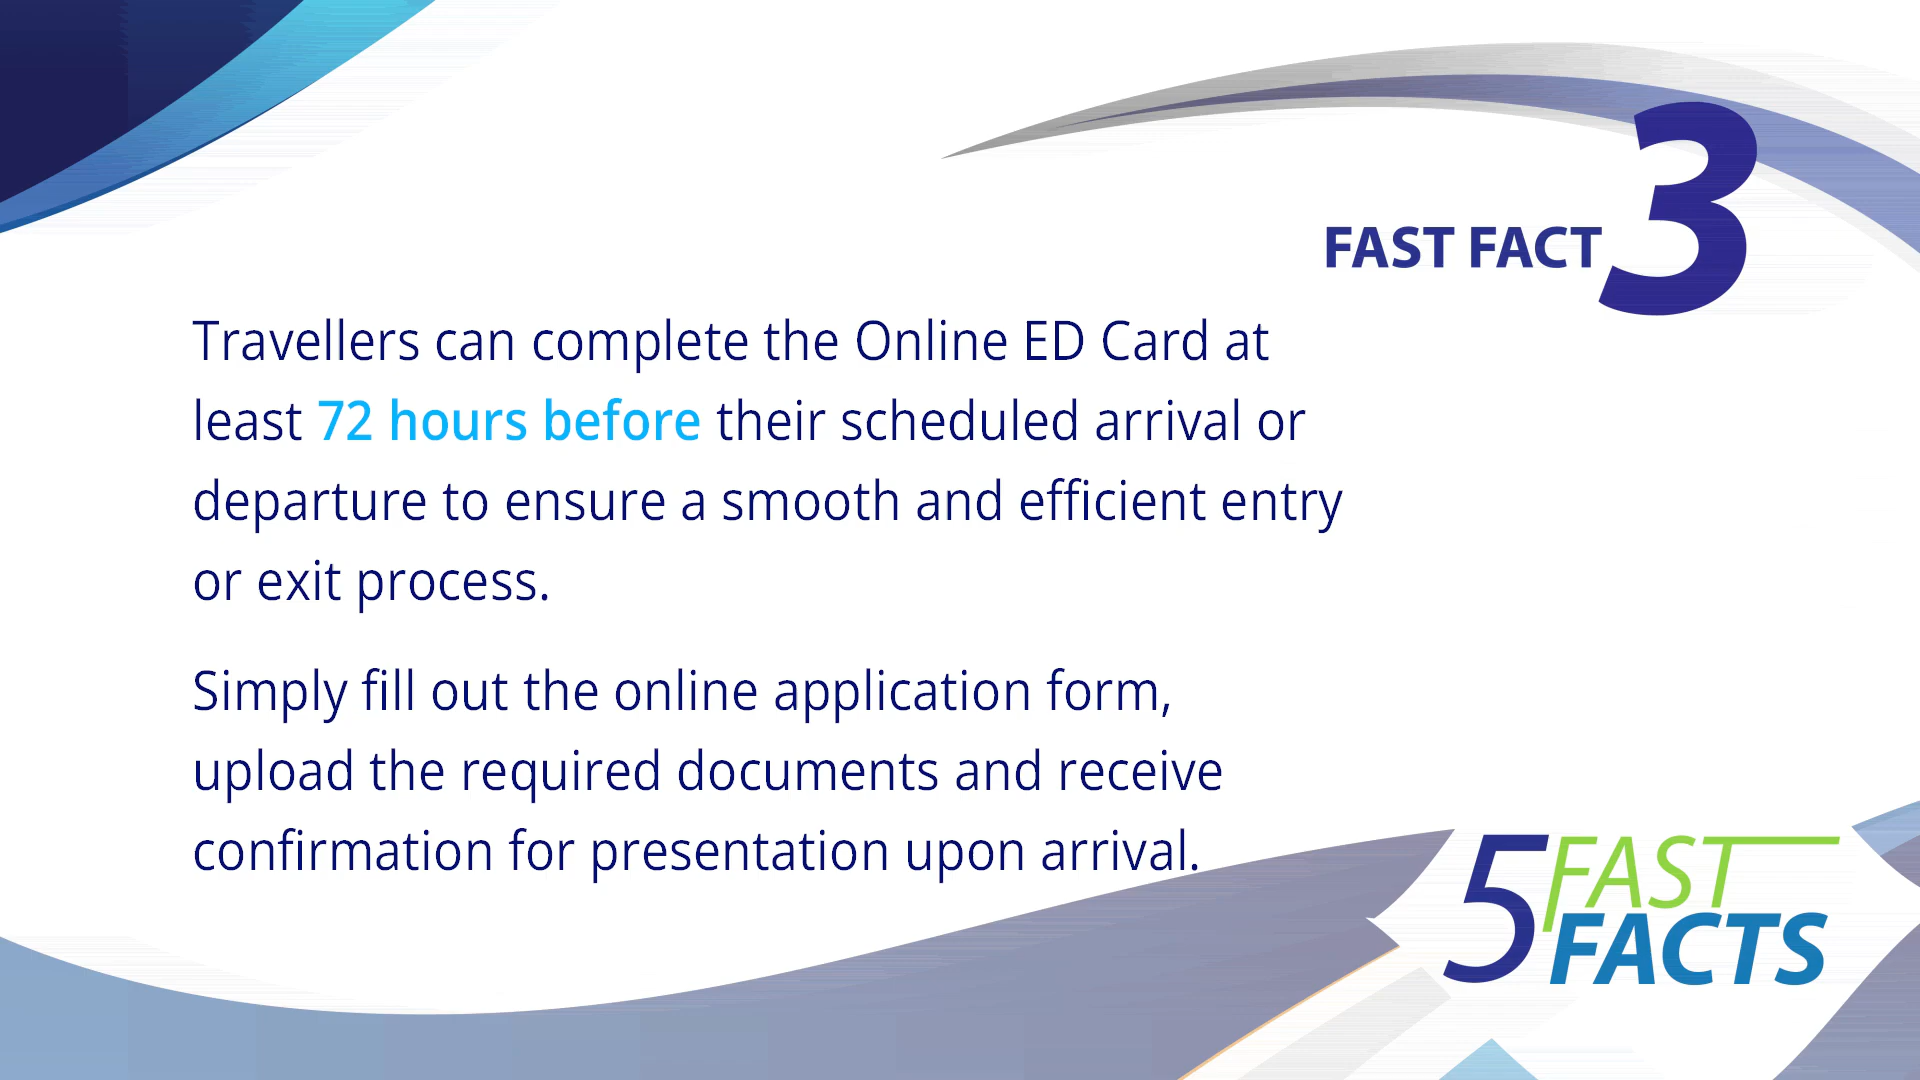 FAST FACT 3
Travellers can complete the Online ED Card at
least 72 hours before their scheduled arrival or
departure to ensure a smooth and efficient entry
or exit process.
Simply fill out the online application form,
upload the required documents and receive
confirmation for presentation upon arrival.
5 FAST
FACTS